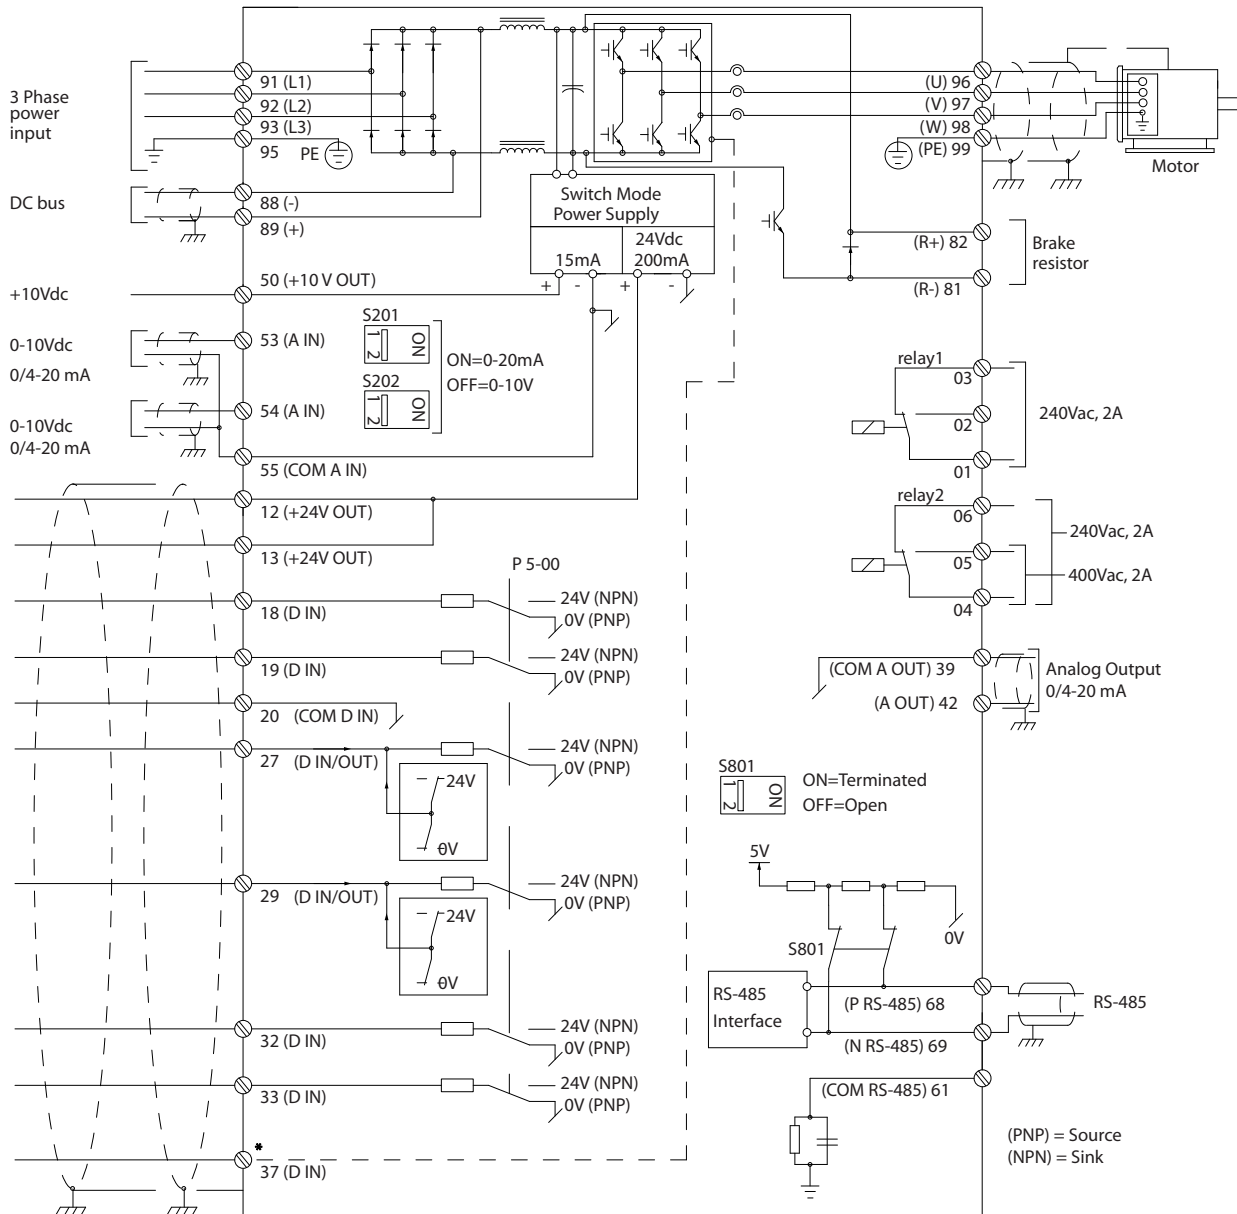 3 Phase
power
input
91 (L1)
92 (L2)
93 (L3)
95 PE
DC bus
88 (-)
89 (+)
+10Vdc
50 (+10 V OUT)
0-10Vdc
0/4-20 mA
53 (A IN)
0-10Vdc
0/4-20 mA
54 (A IN)
55 (COM A IN)
12 (+24V OUT)
13 (+24V OUT)
18 (D IN)
19 (D IN)
20 (COM D IN)
27 (D IN/OUT)
24V
0V
29 (D IN/OUT)
24V
0V
32 (D IN)
33 (D IN)
*
37 (D IN)
S201
1 2 ON
S202
1 2 ON
ON=0-20mA
OFF=0-10V
Switch Mode
Power Supply
24Vdc
15mA 200mA
+ - + -
P 5-00
24V (NPN)
0V (PNP)
24V (NPN)
0V (PNP)
24V (NPN)
0V (PNP)
24V (NPN)
0V (PNP)
24V (NPN)
0V (PNP)
24V (NPN)
0V (PNP)
(U) 96
(V) 97
(W) 98
(PE) 99
Motor
(R+) 82
(R-) 81
Brake
resistor
relay1
03
02
01
240Vac, 2A
relay2
06
05
04
240Vac, 2A
400Vac, 2A
(COM A OUT) 39
(A OUT) 42
Analog Output
0/4-20 mA
S801
1 2 ON
ON=Terminated
OFF=Open
5V
S801
0V
RS-485
Interface
(P RS-485) 68
(N RS-485) 69
(COM RS-485) 61
RS-485
(PNP) = Source
(NPN) = Sink